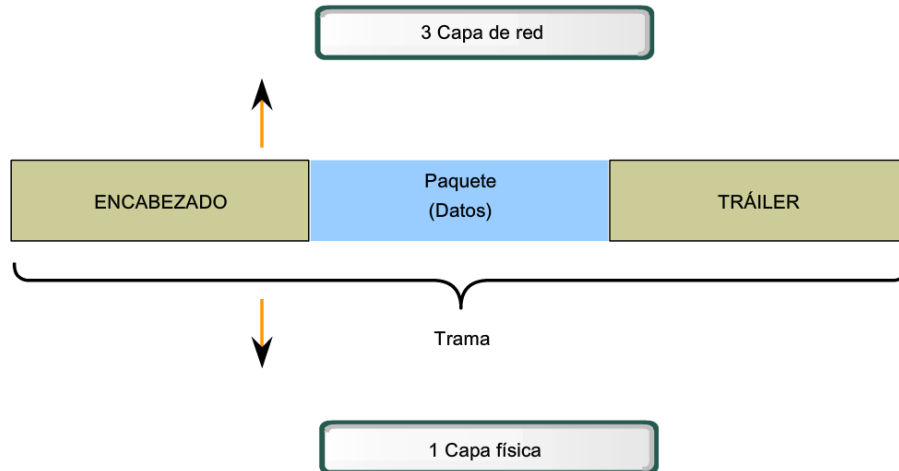 3 Capa de red
ENCABEZADO
Paquete
(Datos)
TRÁILER
Trama
1 Capa física